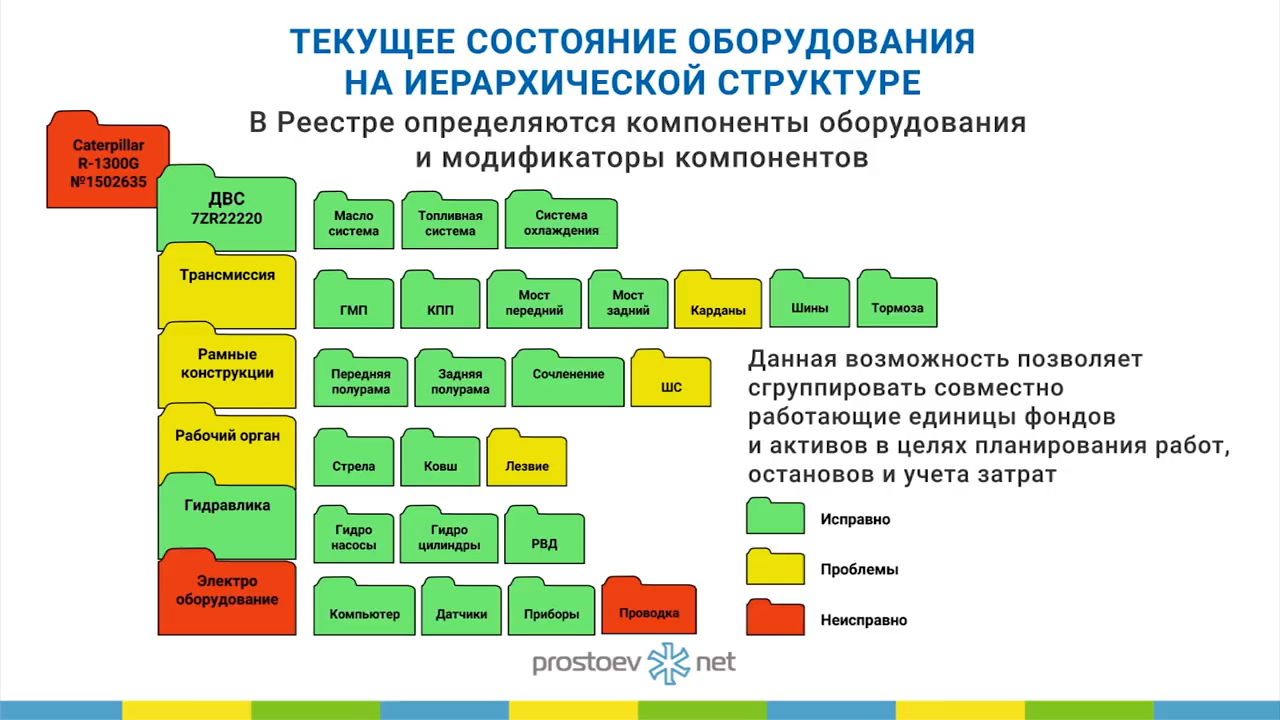 ТЕКУЩЕЕ СОСТОЯНИЕ ОБОРУДОВАНИЯ
НА ИЕРАРХИЧЕСКОЙ СТРУКТУРЕ
В Реестре определяются компоненты оборудования
и модификаторы компонентов
Caterpillar
R-1300G
№1502635
ДВС
7ZR22220
Масло
система
Топливная
система
Система
охлаждения
Трансмиссия
ГМП
КПП
Мост
передний
Мост
задний
Карданы
Шины
Тормоза
Рамные
конструкции
Передняя
полурама
Задняя
полурама
Сочленение
ШС
Рабочий орган
Стрела
Ковш
Лезвие
Гидравлика
Гидро
насосы
Гидро
цилиндры
РВД
Электро
оборудование
Компьютер
Датчики
Приборы
Проводка
Данная возможность позволяет
сгруппировать совместно
работающие единицы фондов
и активов в целях планирования работ,
остановов и учета затрат
Исправно
Проблемы
Неисправно
prostoev net